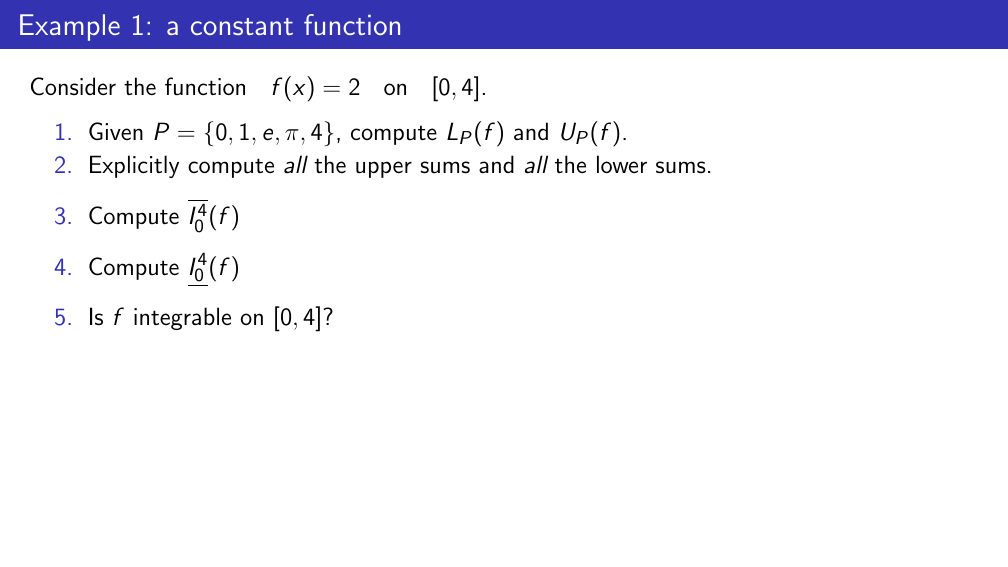 Example 1: a constant function
Consider the function f(x) = 2 on [0, 4].
1. Given P = {0, 1, e, π, 4}, compute L_P(f) and U_P(f).
2. Explicitly compute all the upper sums and all the lower sums.
3. Compute \overline{I_0^4}(f)
4. Compute \underline{I_0^4}(f)
5. Is f integrable on [0, 4]?